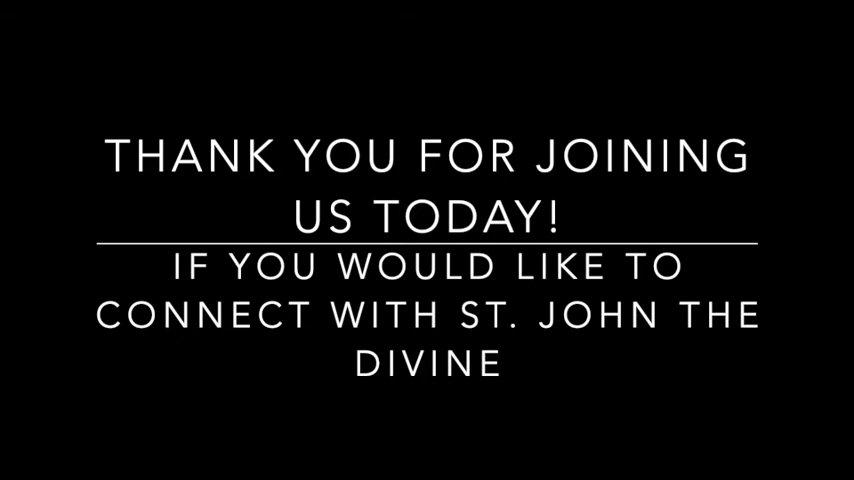 THANK YOU FOR JOINING
US TODAY!
IF YOU WOULD LIKE TO
CONNECT WITH ST. JOHN THE
DIVINE